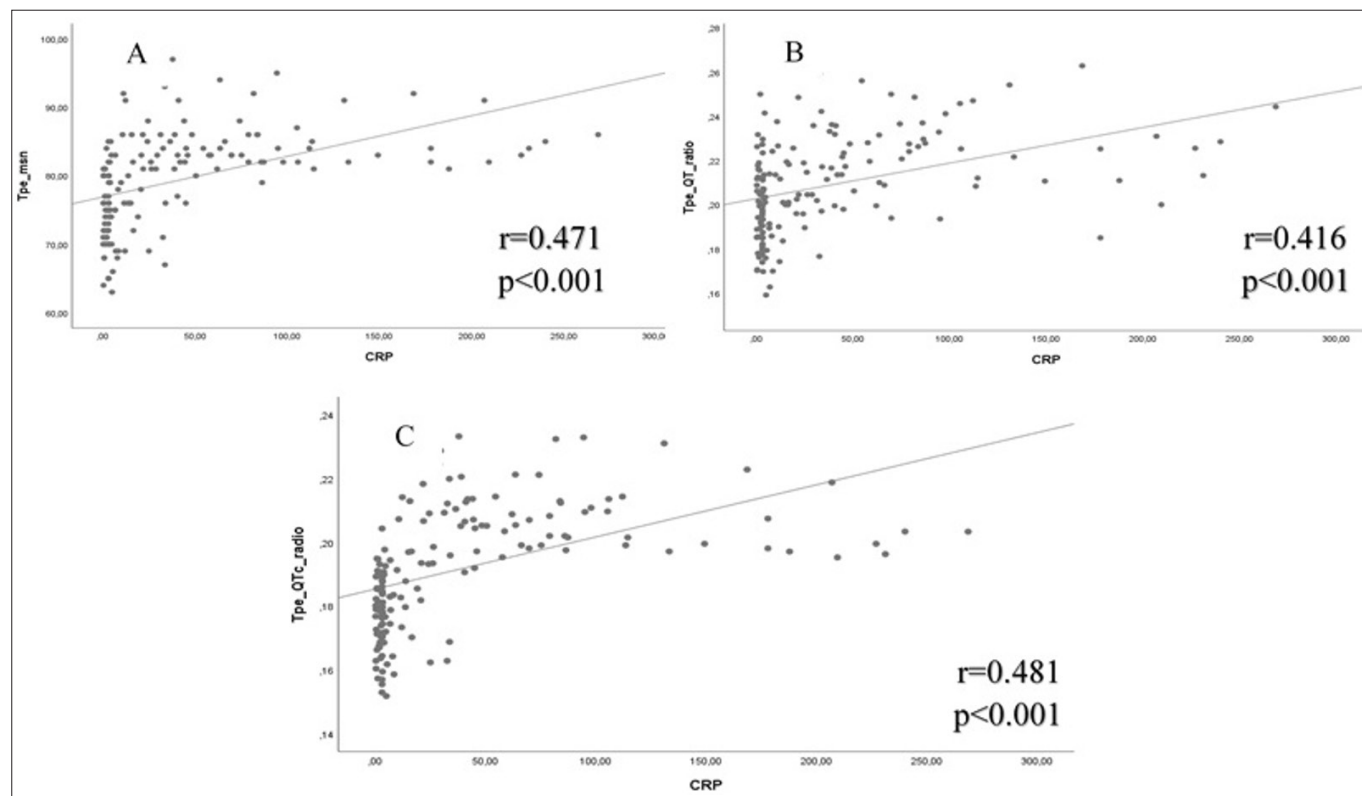 A
100,00
90,00
80,00
70,00
60,00
Tpe_msn
r=0.471
p<0.001
,00 50,00 100,00 150,00 200,00 250,00 300,00
CRP
B
,28
,26
,24
,22
,20
,18
,16
Tpe_QT_ratio
r=0.416
p<0.001
,00 50,00 100,00 150,00 200,00 250,00 300,00
CRP
C
,24
,22
,20
,18
,16
,14
Tpe_QTc_radio
r=0.481
p<0.001
,00 50,00 100,00 150,00 200,00 250,00 300,00
CRP